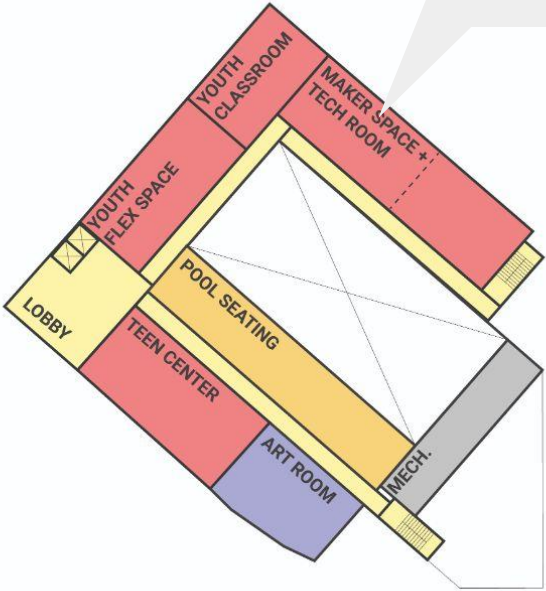 YOUTH
CLASSROOM
MAKER SPACE +
TECH ROOM
YOUTH
FLEX SPACE
LOBBY
POOL SEATING
TEEN CENTER
ART ROOM
MECH.